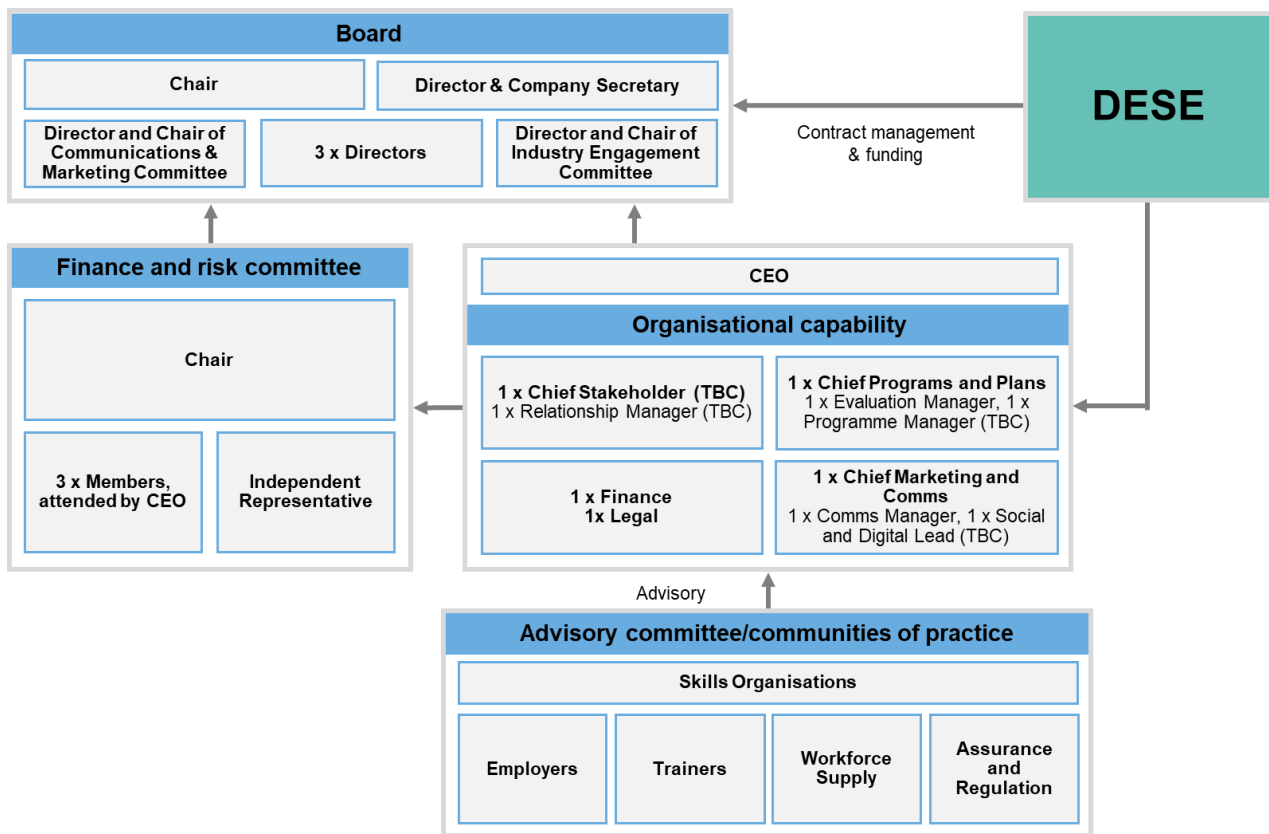 Board
Chair
Director & Company Secretary
Director and Chair of
Communications &
Marketing Committee
3 x Directors
Director and Chair of
Industry Engagement
Committee
DESE
Contract management
& funding
Finance and risk committee
Chair
3 x Members,
attended by CEO
Independent
Representative
CEO
Organisational capability
1 x Chief Stakeholder (TBC)
1 x Relationship Manager (TBC)
1 x Chief Programs and Plans
1 x Evaluation Manager, 1 x
Programme Manager (TBC)
1 x Finance
1x Legal
1 x Chief Marketing and
Comms
1 x Comms Manager, 1 x Social
and Digital Lead (TBC)
Advisory
Advisory committee/communities of practice
Skills Organisations
Employers
Trainers
Workforce
Supply
Assurance
and
Regulation